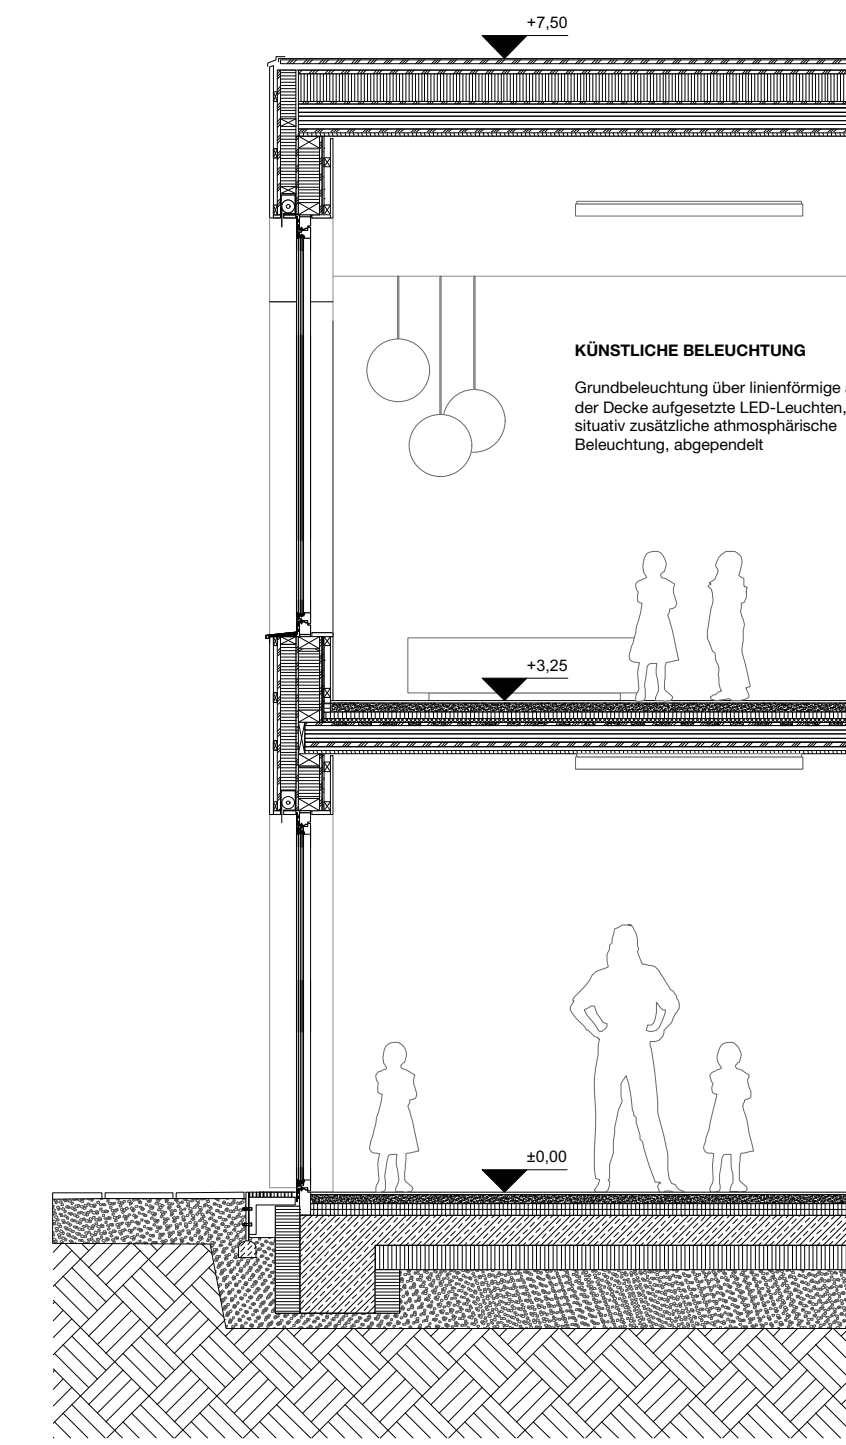 +7,50
KÜNSTLICHE BELEUCHTUNG
Grundbeleuchtung über linienförmige
der Decke aufgesetzte LED-Leuchten,
situativ zusätzliche athmosphärische
Beleuchtung, abgependelt
+3,25
±0,00